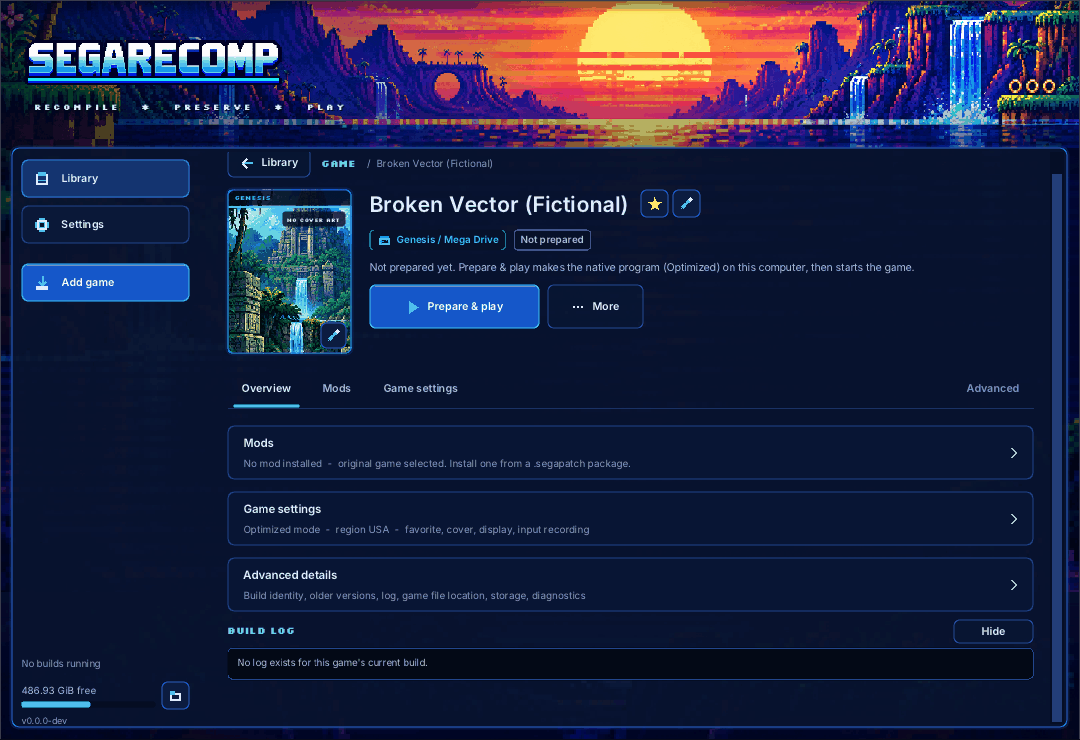 SEGARECOMP
RECOMPILE * PRESERVE * PLAY
Library
Settings
Add game
No builds running
486.93 GiB free
v0.0.0-dev
Library GAME / Broken Vector (Fictional)
GENESIS
NO COVER ART
Broken Vector (Fictional)
Genesis / Mega Drive Not prepared
Not prepared yet. Prepare & play makes the native program (Optimized) on this computer, then starts the game.
Prepare & play ··· More
Overview Mods Game settings Advanced
Mods
No mod installed - original game selected. Install one from a .segapatch package.
Game settings
Optimized mode - region USA - favorite, cover, display, input recording
Advanced details
Build identity, older versions, log, game file location, storage, diagnostics
BUILD LOG Hide
No log exists for this game's current build.